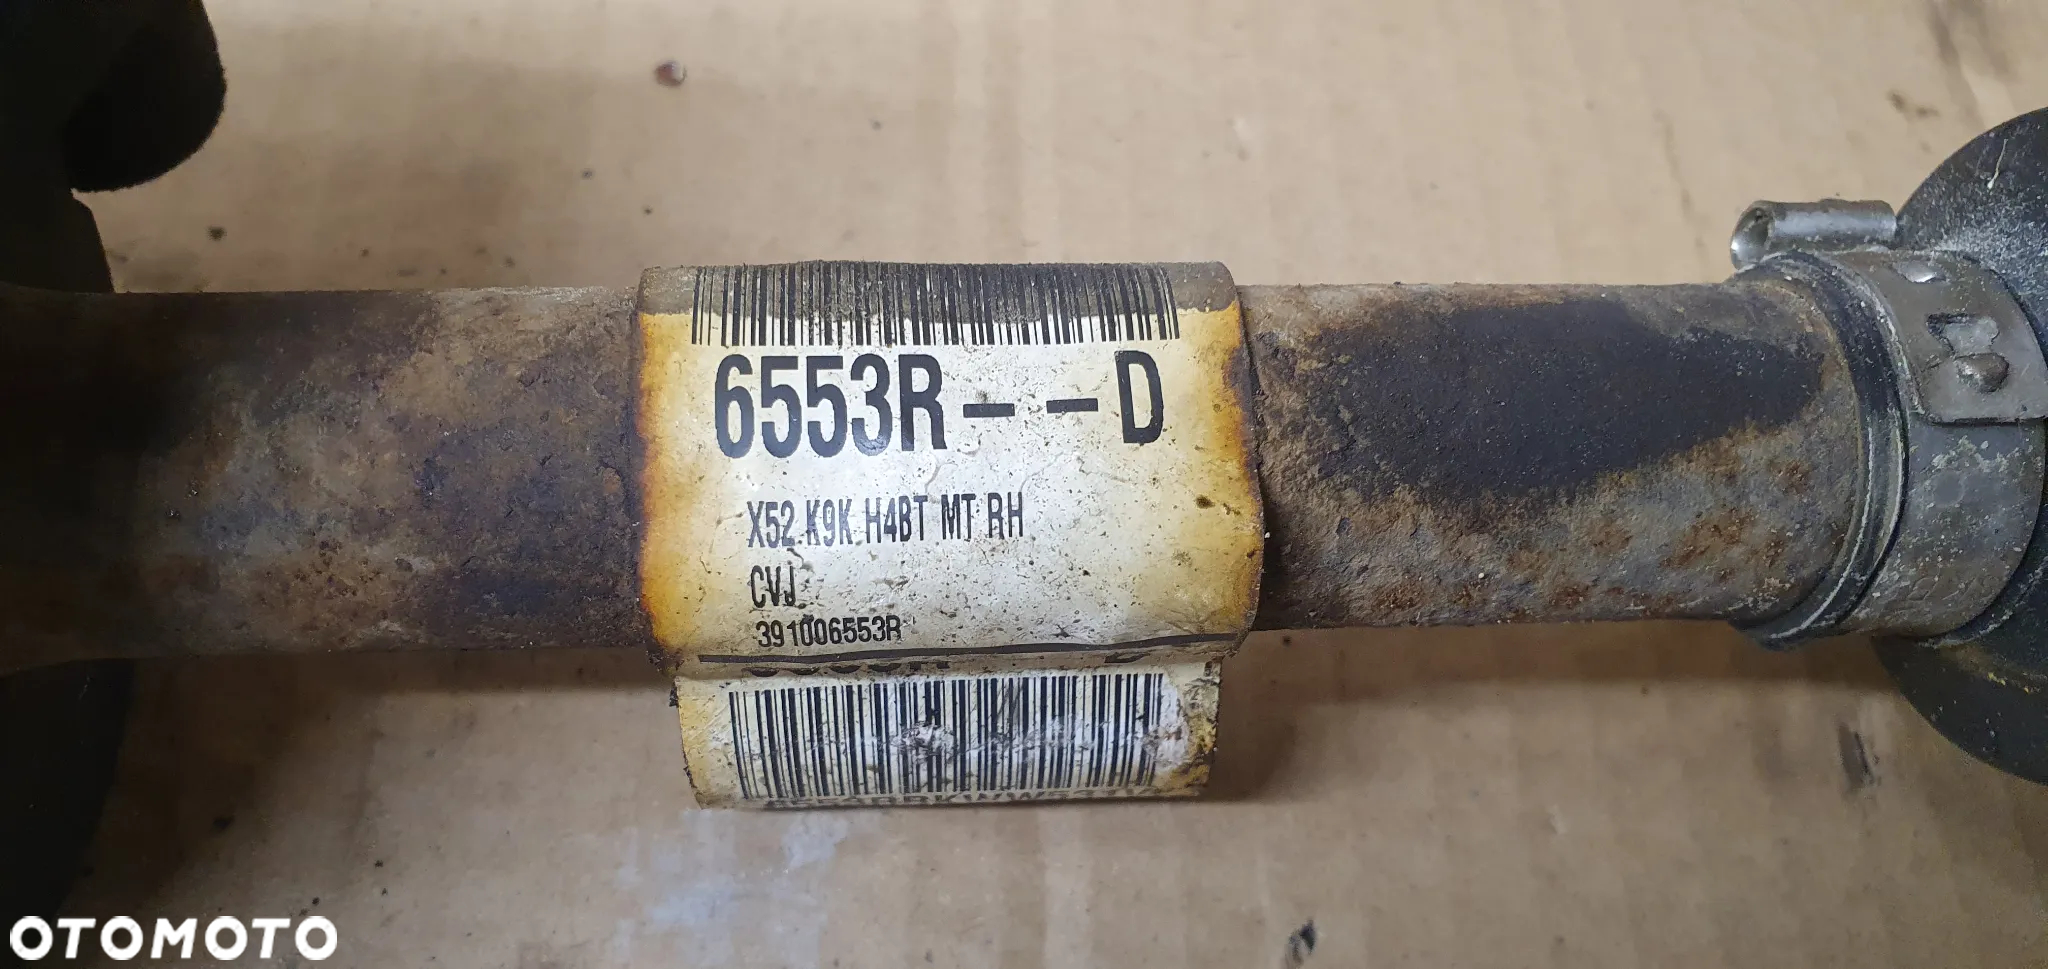 6553R--D
X52 K9K H4BT MT RH
CVJ
391006553R
OTOMOTO